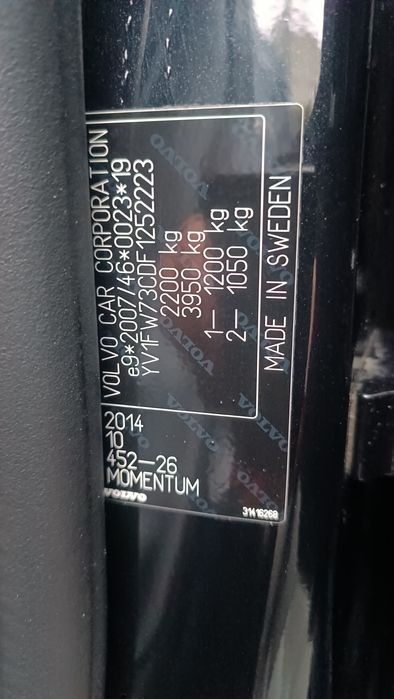 VOLVO CAR CORPORATION
e9*2007/46*0023*19
YV1FW73CDF1252223
2200 kg
3950 kg
1- 1200 kg
2- 1050 kg
MADE IN SWEDEN
2014
10
452-26
MOMENTUM
VOLVO
31416268